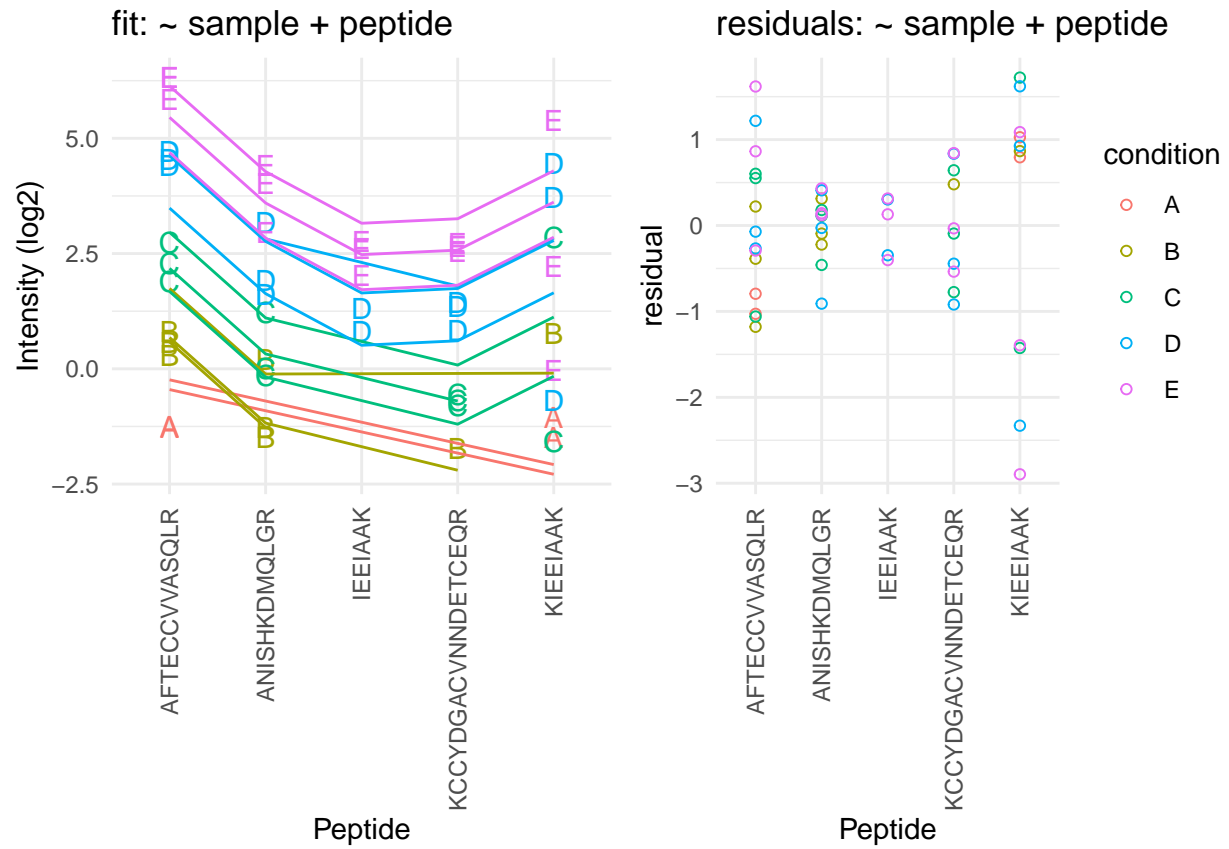 fit: ~ sample + peptide
Intensity (log2)
5.0
2.5
0.0
−2.5
E
E
D
D
D
C
C
C
B
B
B
A
E
E
E
D
D
D
C
C
C
B
B
B
E
E
E
D
D
E
E
E
D
D
D
C
C
C
B
E
D
D
C
E
B
E
D
A
A
C
AFTECCVVASQLR
ANISHKDMQLGR
IEEIAAK
KCCYDGACVNNDETCEQR
KIEEIAAK
Peptide
residuals: ~ sample + peptide
residual
1
0
−1
−2
−3
AFTECCVVASQLR
ANISHKDMQLGR
IEEIAAK
KCCYDGACVNNDETCEQR
KIEEIAAK
Peptide
condition
A
B
C
D
E